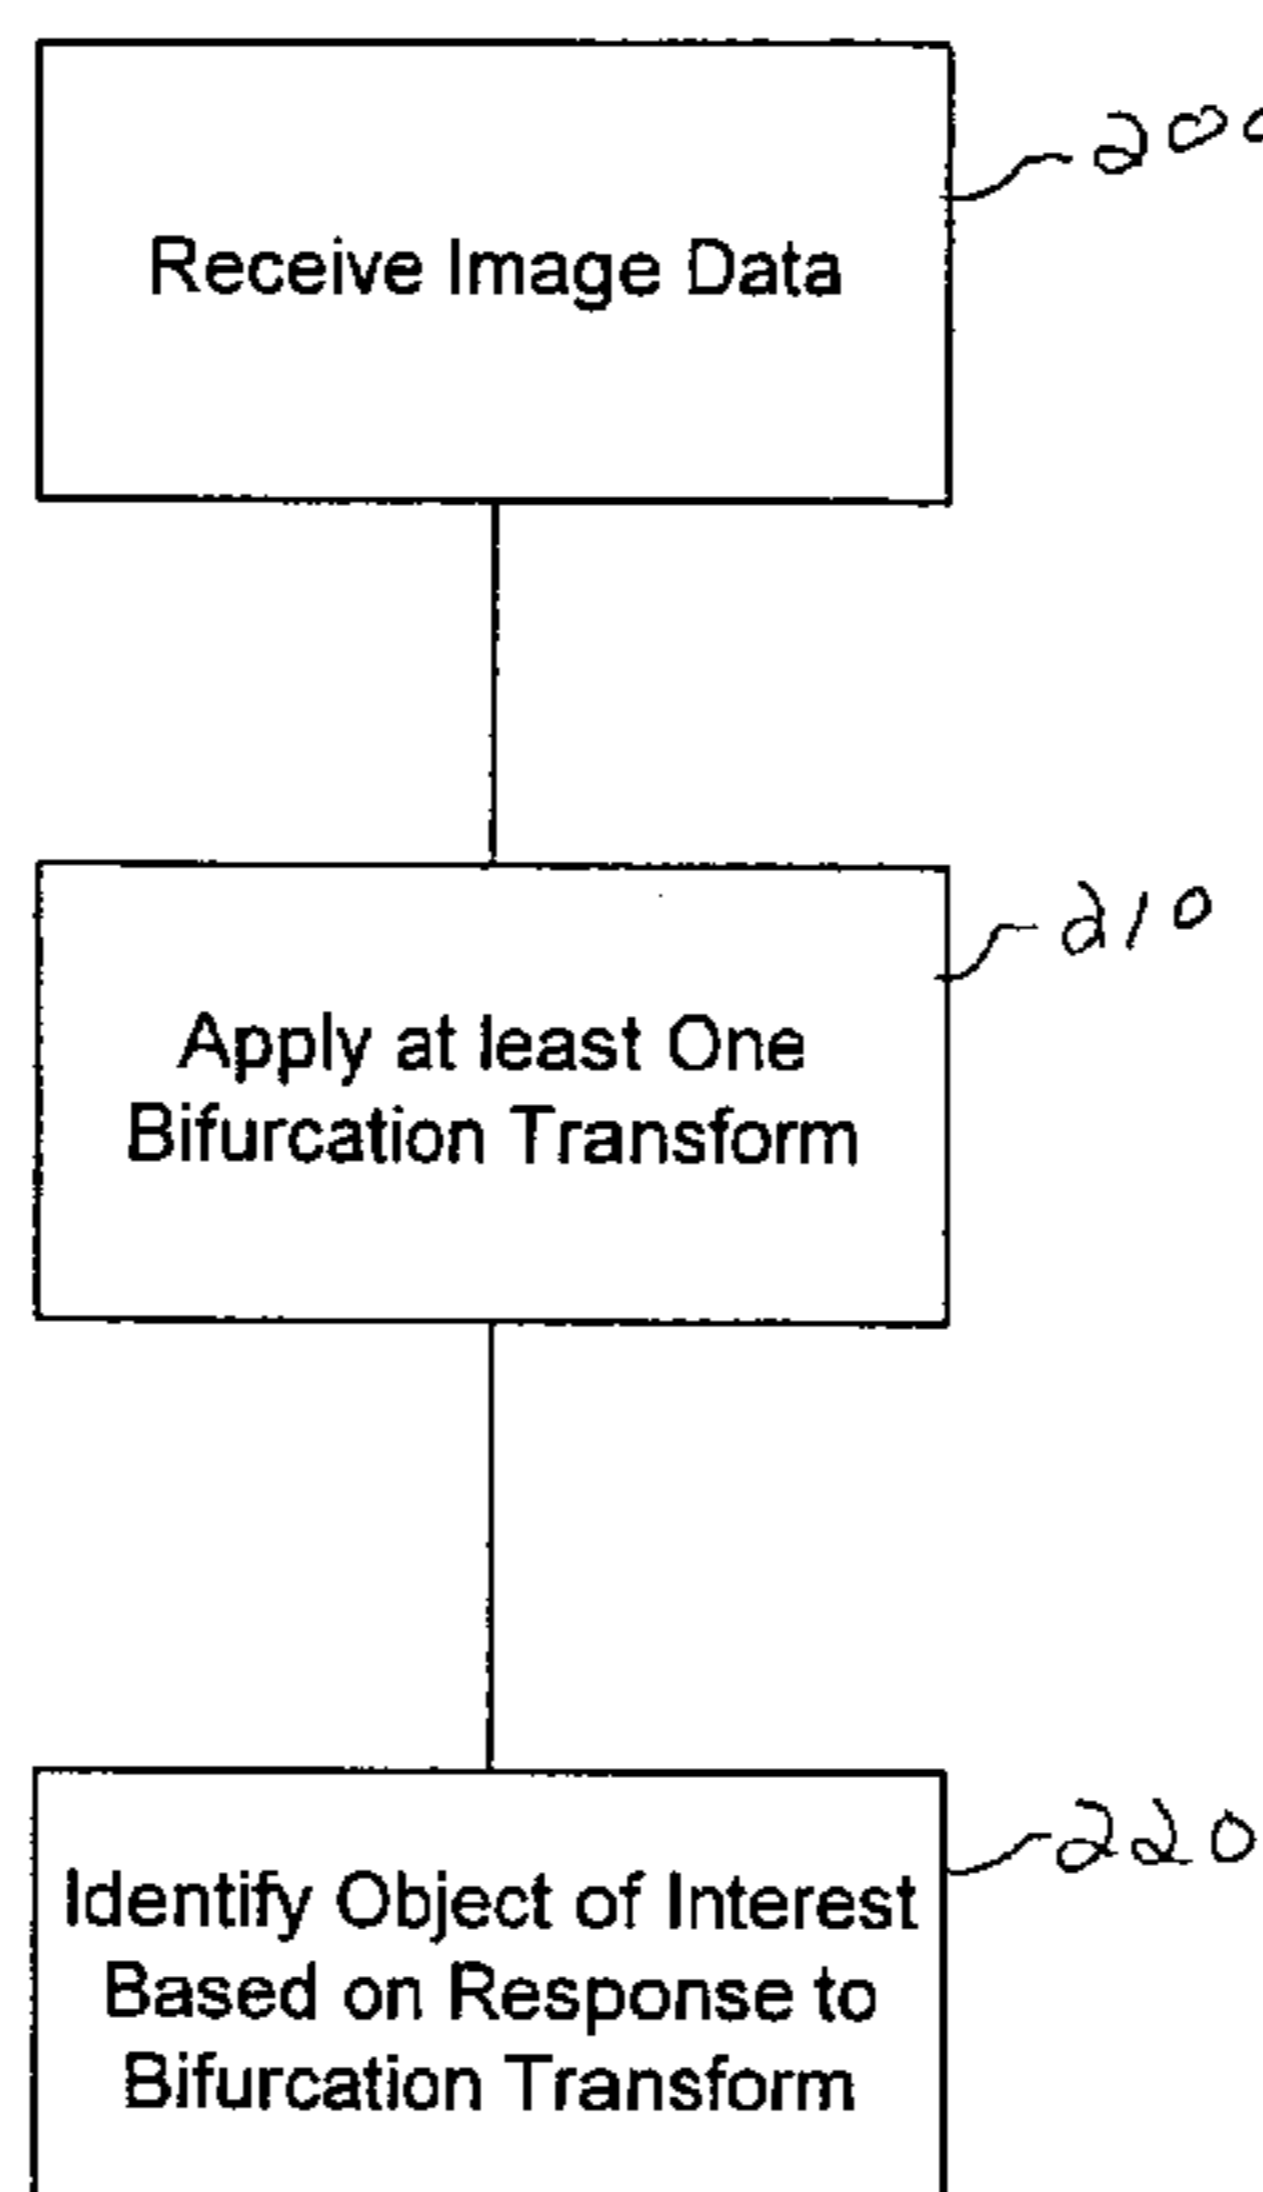 200
Receive Image Data
210
Apply at least One
Bifurcation Transform
220
Identify Object of Interest
Based on Response to
Bifurcation Transform